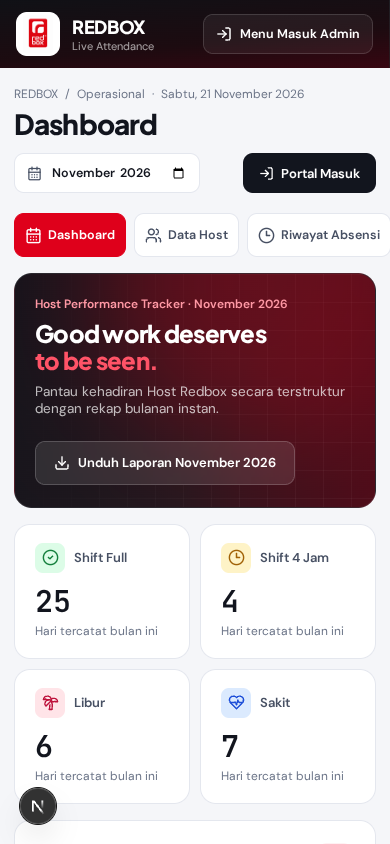 red
box
REDBOX
Live Attendance
Menu Masuk Admin
REDBOX / Operasional · Sabtu, 21 November 2026
Dashboard
November 2026
Portal Masuk
Dashboard
Data Host
Riwayat Absensi
Host Performance Tracker · November 2026
Good work deserves
to be seen.
Pantau kehadiran Host Redbox secara terstruktur
dengan rekap bulanan instan.
Unduh Laporan November 2026
Shift Full
25
Hari tercatat bulan ini
Shift 4 Jam
4
Hari tercatat bulan ini
Libur
6
Hari tercatat bulan ini
Sakit
7
Hari tercatat bulan ini
N